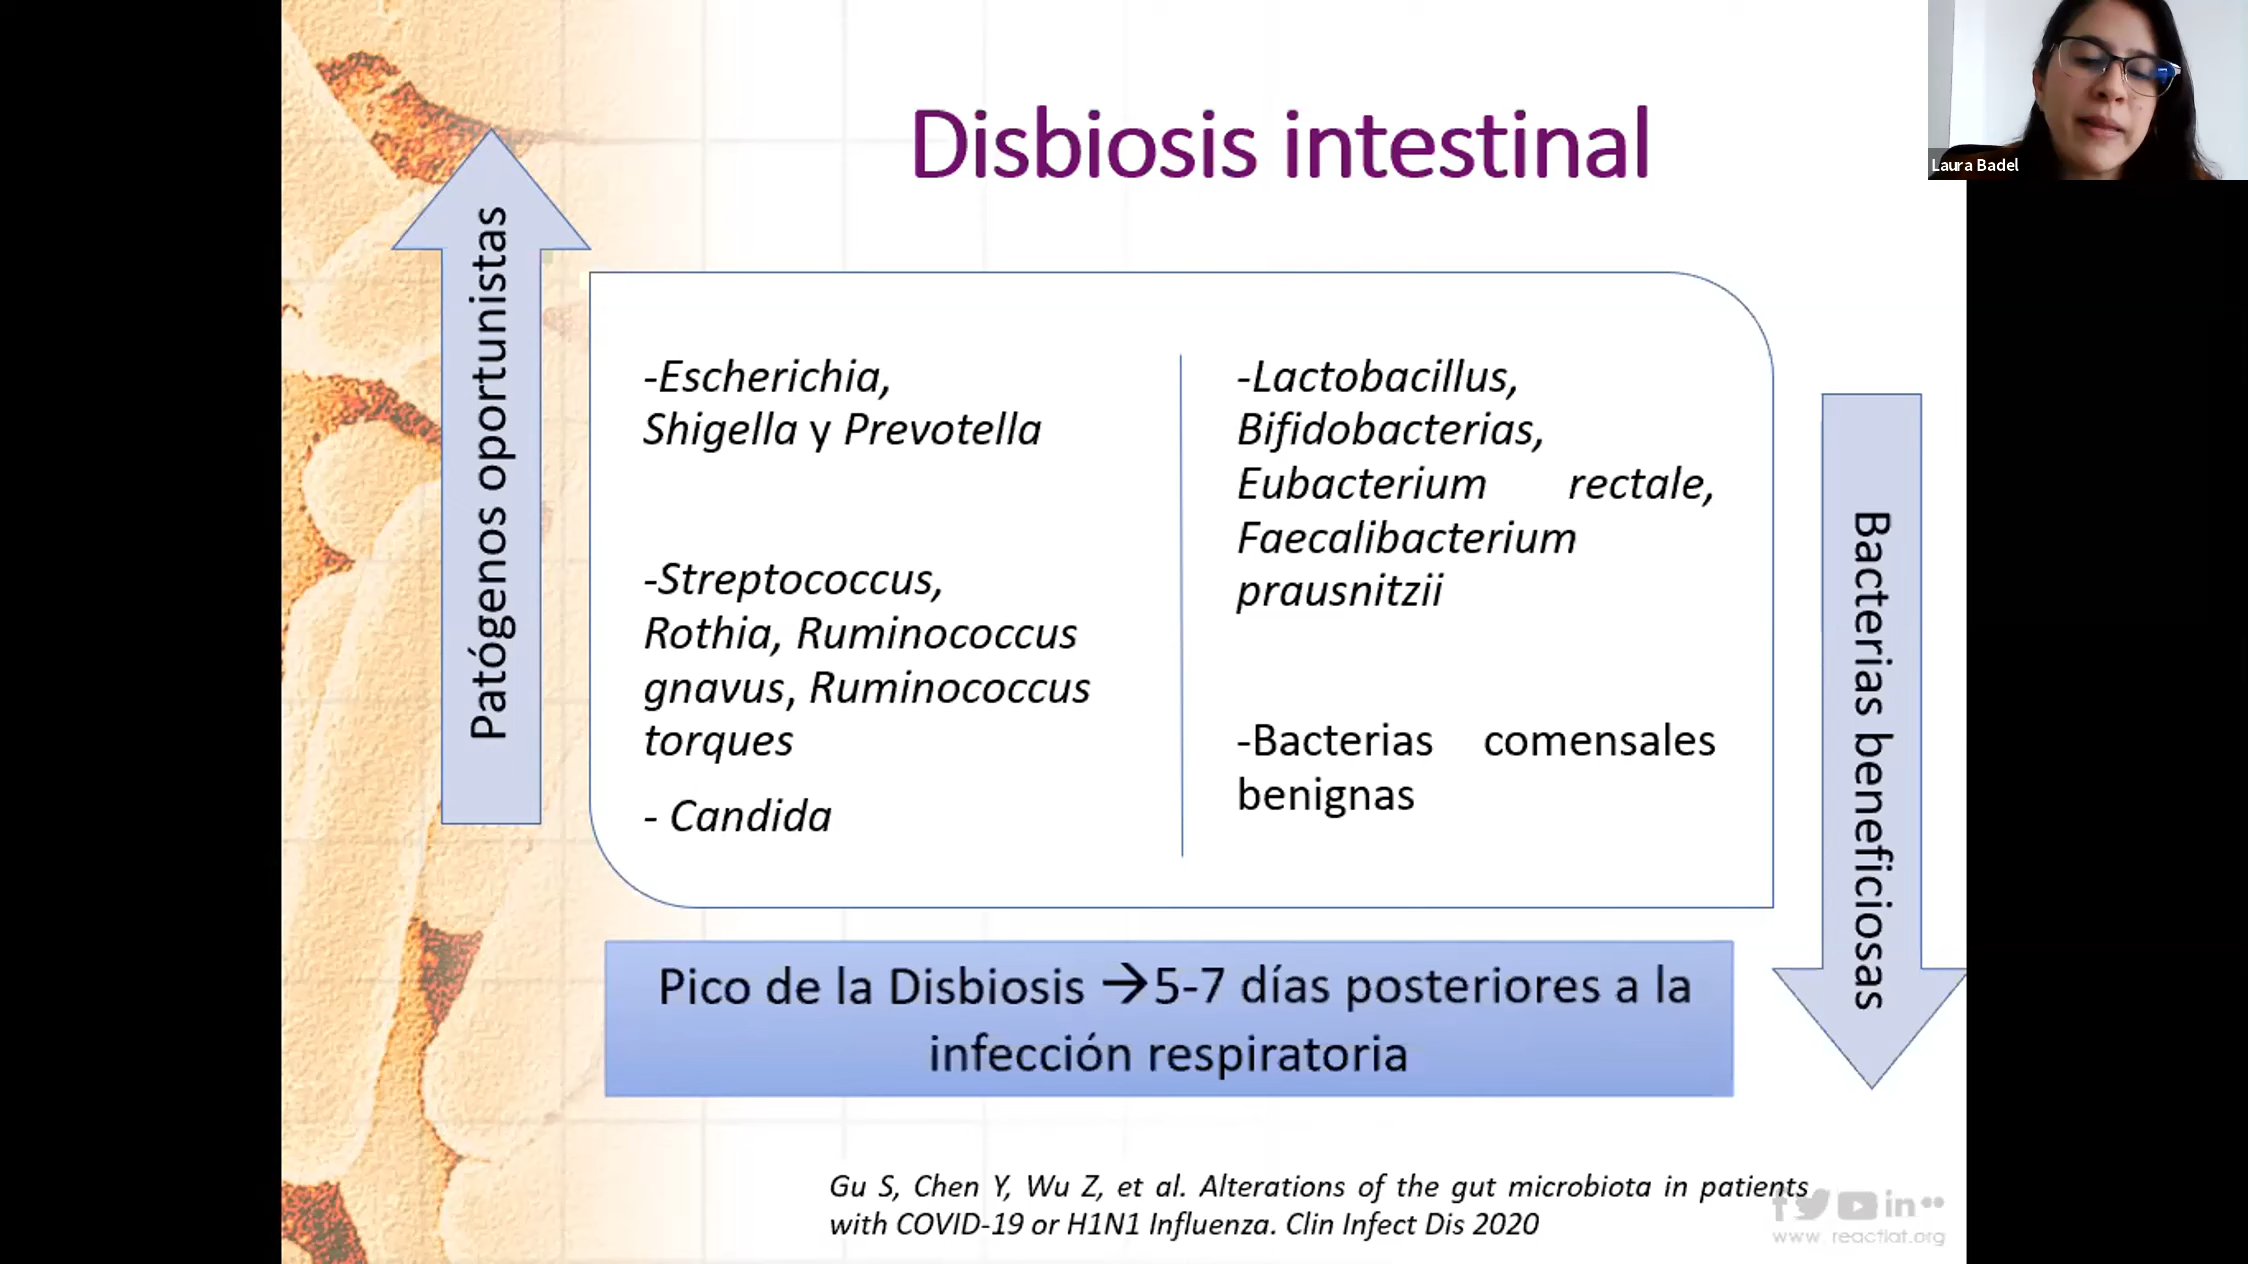 Disbiosis intestinal
Laura Badel
Patógenos oportunistas
-Escherichia,
Shigella y Prevotella
-Streptococcus,
Rothia, Ruminococcus
gnavus, Ruminococcus
torques
- Candida
-Lactobacillus,
Bifidobacterias,
Eubacterium rectale,
Faecalibacterium
prausnitzii
-Bacterias comensales
benignas
Bacterias beneficiosas
Pico de la Disbiosis →5-7 días posteriores a la
infección respiratoria
Gu S, Chen Y, Wu Z, et al. Alterations of the gut microbiota in patients
with COVID-19 or H1N1 Influenza. Clin Infect Dis 2020
www.reactlat.org